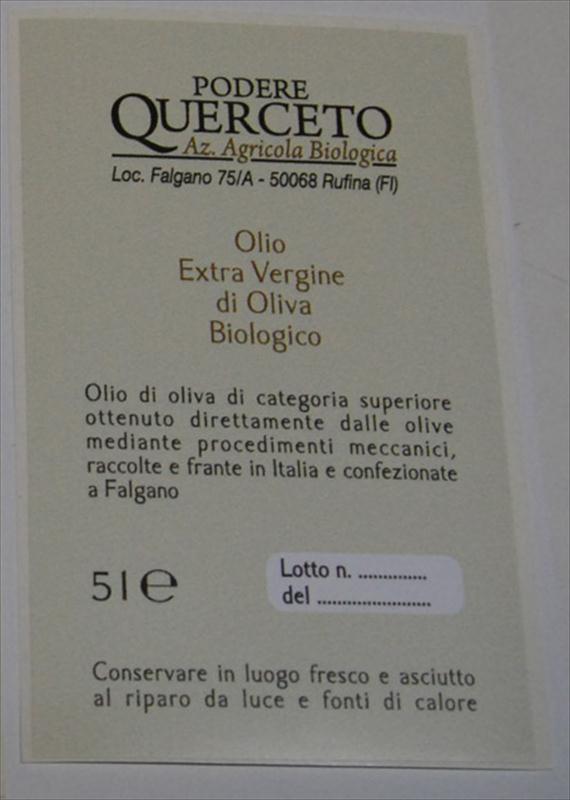 PODERE
QUERCETO
Az. Agricola Biologica
Loc. Falgano 75/A - 50068 Rufina (FI)
Olio
Extra Vergine
di Oliva
Biologico
Olio di oliva di categoria superiore
ottenuto direttamente dalle olive
mediante procedimenti meccanici,
raccolte e frante in Italia e confezionate
a Falgano
5l℮
Lotto n. ..............
del .......................
Conservare in luogo fresco e asciutto
al riparo da luce e fonti di calore